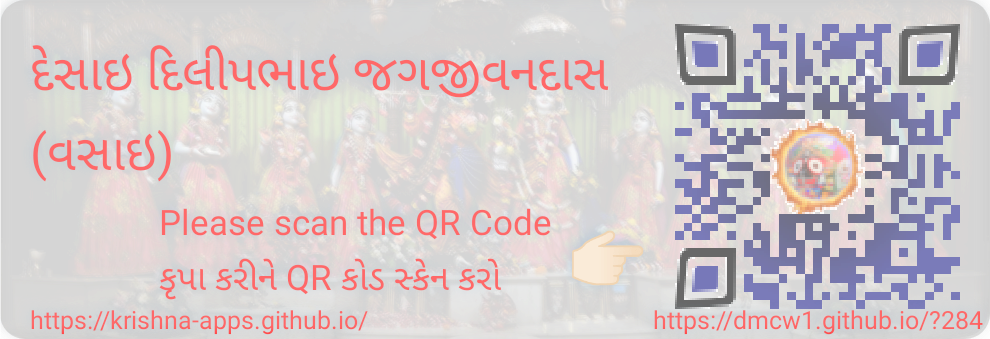 દેસાઇ દિલીપભાઇ જગજીવનદાસ
(વસાઇ)
Please scan the QR Code
કૃપા કરીને QR કોડ સ્કેન કરો
https://krishna-apps.github.io/
https://dmcw1.github.io/?284